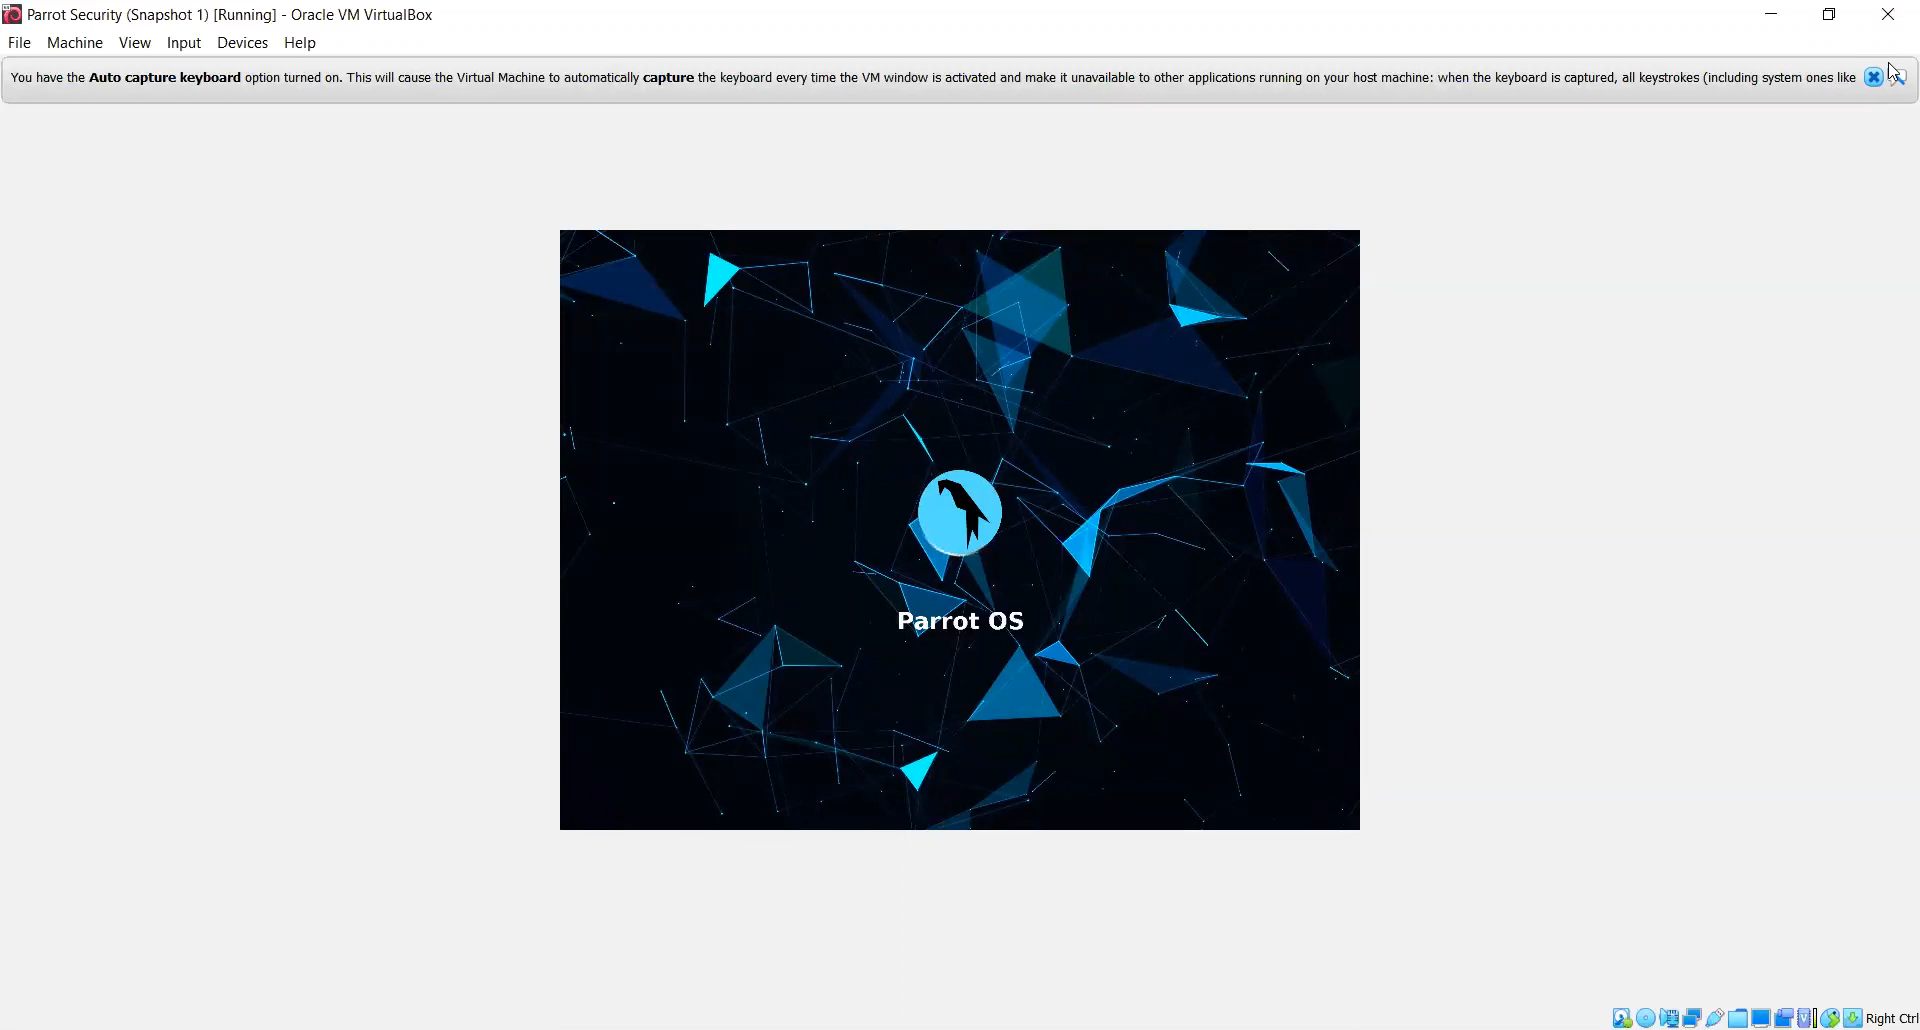 Parrot Security (Snapshot 1) [Running] - Oracle VM VirtualBox
File Machine View Input Devices Help
You have the Auto capture keyboard option turned on. This will cause the Virtual Machine to automatically capture the keyboard every time the VM window is activated and make it unavailable to other applications running on your host machine: when the keyboard is captured, all keystrokes (including system ones like
Parrot OS
Right Ctrl